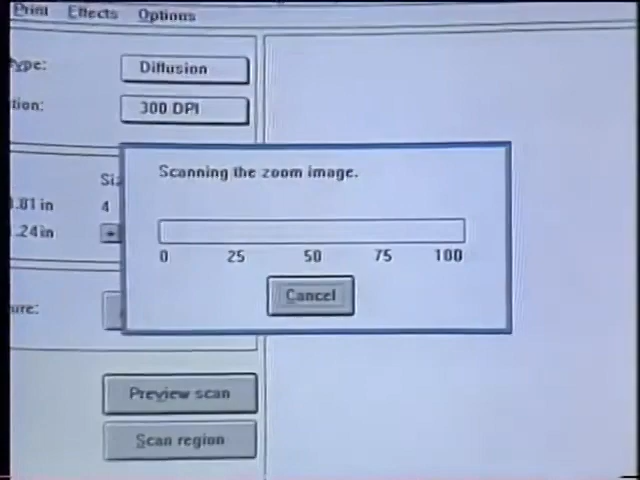 Print Effects Options
ype: Diffusion
tion: 300 DPI
Scanning the zoom image.
Siz
.81 in 4
.24 in
0 25 50 75 100
ure: Cancel
Preview scan
Scan region